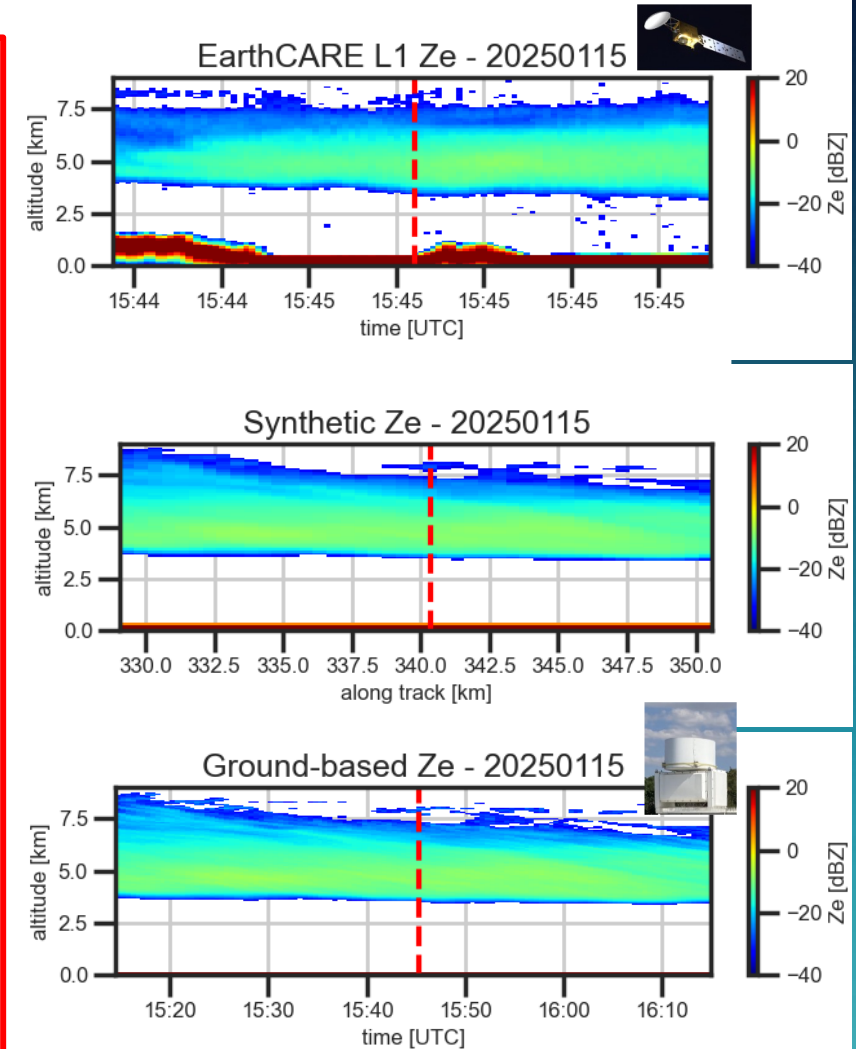 EarthCARE L1 Ze - 20250115
altitude [km]
7.5
5.0
2.5
0.0
15:44 15:44 15:45 15:45 15:45 15:45 15:45
time [UTC]
20
0
−20
−40
Ze [dBZ]
Synthetic Ze - 20250115
altitude [km]
7.5
5.0
2.5
0.0
330.0 332.5 335.0 337.5 340.0 342.5 345.0 347.5 350.0
along track [km]
20
0
−20
−40
Ze [dBZ]
Ground-based Ze - 20250115
altitude [km]
7.5
5.0
2.5
0.0
15:20 15:30 15:40 15:50 16:00 16:10
time [UTC]
20
0
−20
−40
Ze [dBZ]